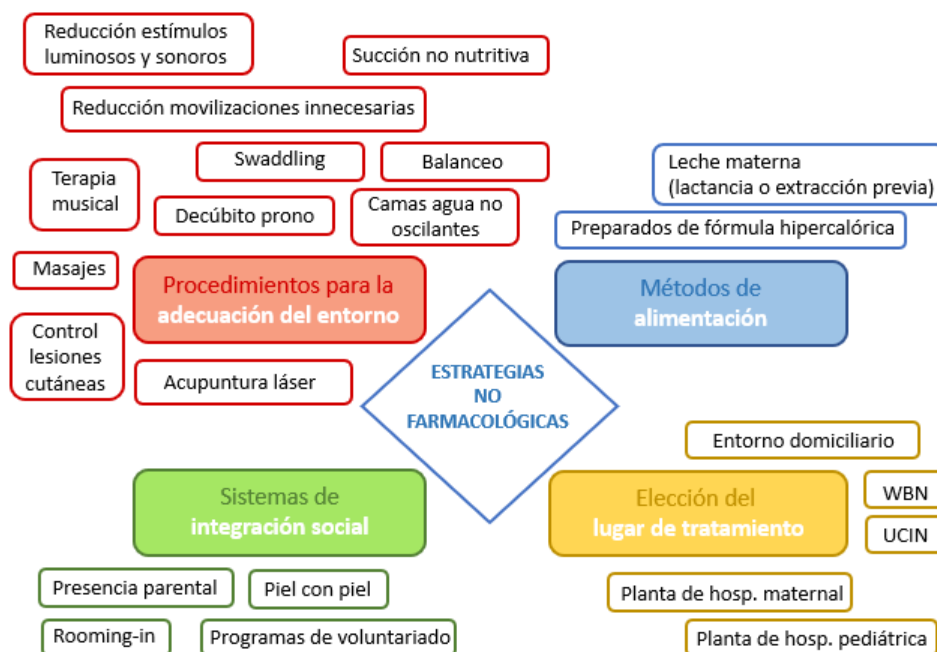 Reducción estímulos
luminosos y sonoros
Succión no nutritiva
Reducción movilizaciones innecesarias
Swaddling
Balanceo
Terapia
musical
Decúbito prono
Camas agua no
oscilantes
Masajes
Procedimientos para la
adecuación del entorno
Control
lesiones
cutáneas
Acupuntura láser
Leche materna
(lactancia o extracción previa)
Preparados de fórmula hipercalórica
Métodos de
alimentación
ESTRATEGIAS
NO
FARMACOLÓGICAS
Sistemas de
integración social
Presencia parental
Piel con piel
Rooming-in
Programas de voluntariado
Entorno domiciliario
Elección del
lugar de tratamiento
WBN
UCIN
Planta de hosp. maternal
Planta de hosp. pediátrica